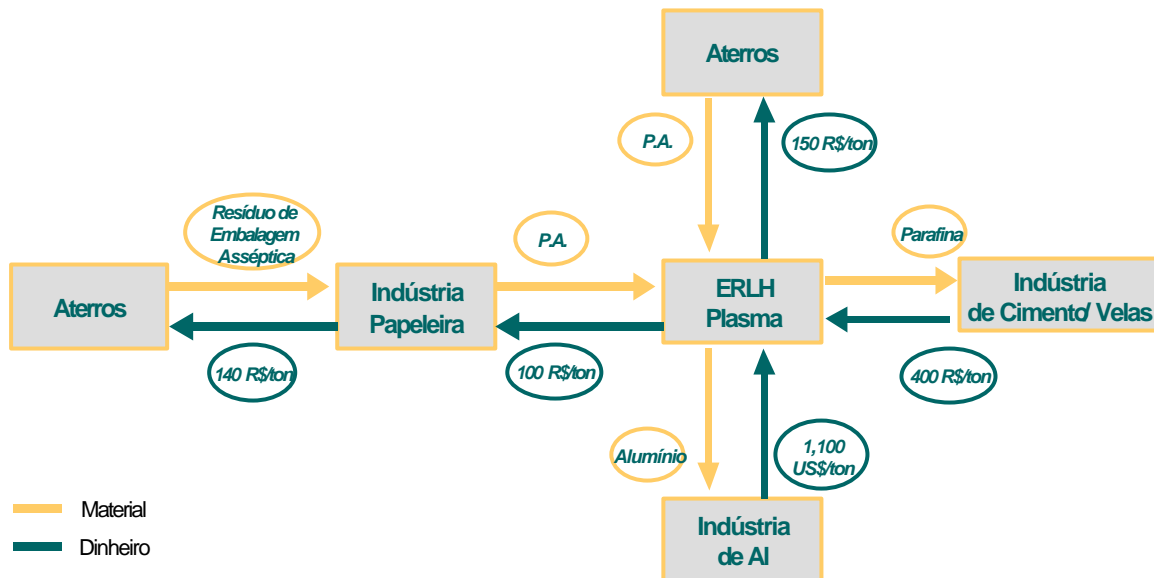 Aterros
P.A.
150 R$/ton
Resíduo de
Embalagem
Asséptica
P.A.
Parafina
Aterros
Indústria
Papeleira
ERLH
Plasma
Indústria
de Cimento/ Velas
140 R$/ton
100 R$/ton
400 R$/ton
Alumínio
1,100
US$/ton
Material
Dinheiro
Indústria
de Al